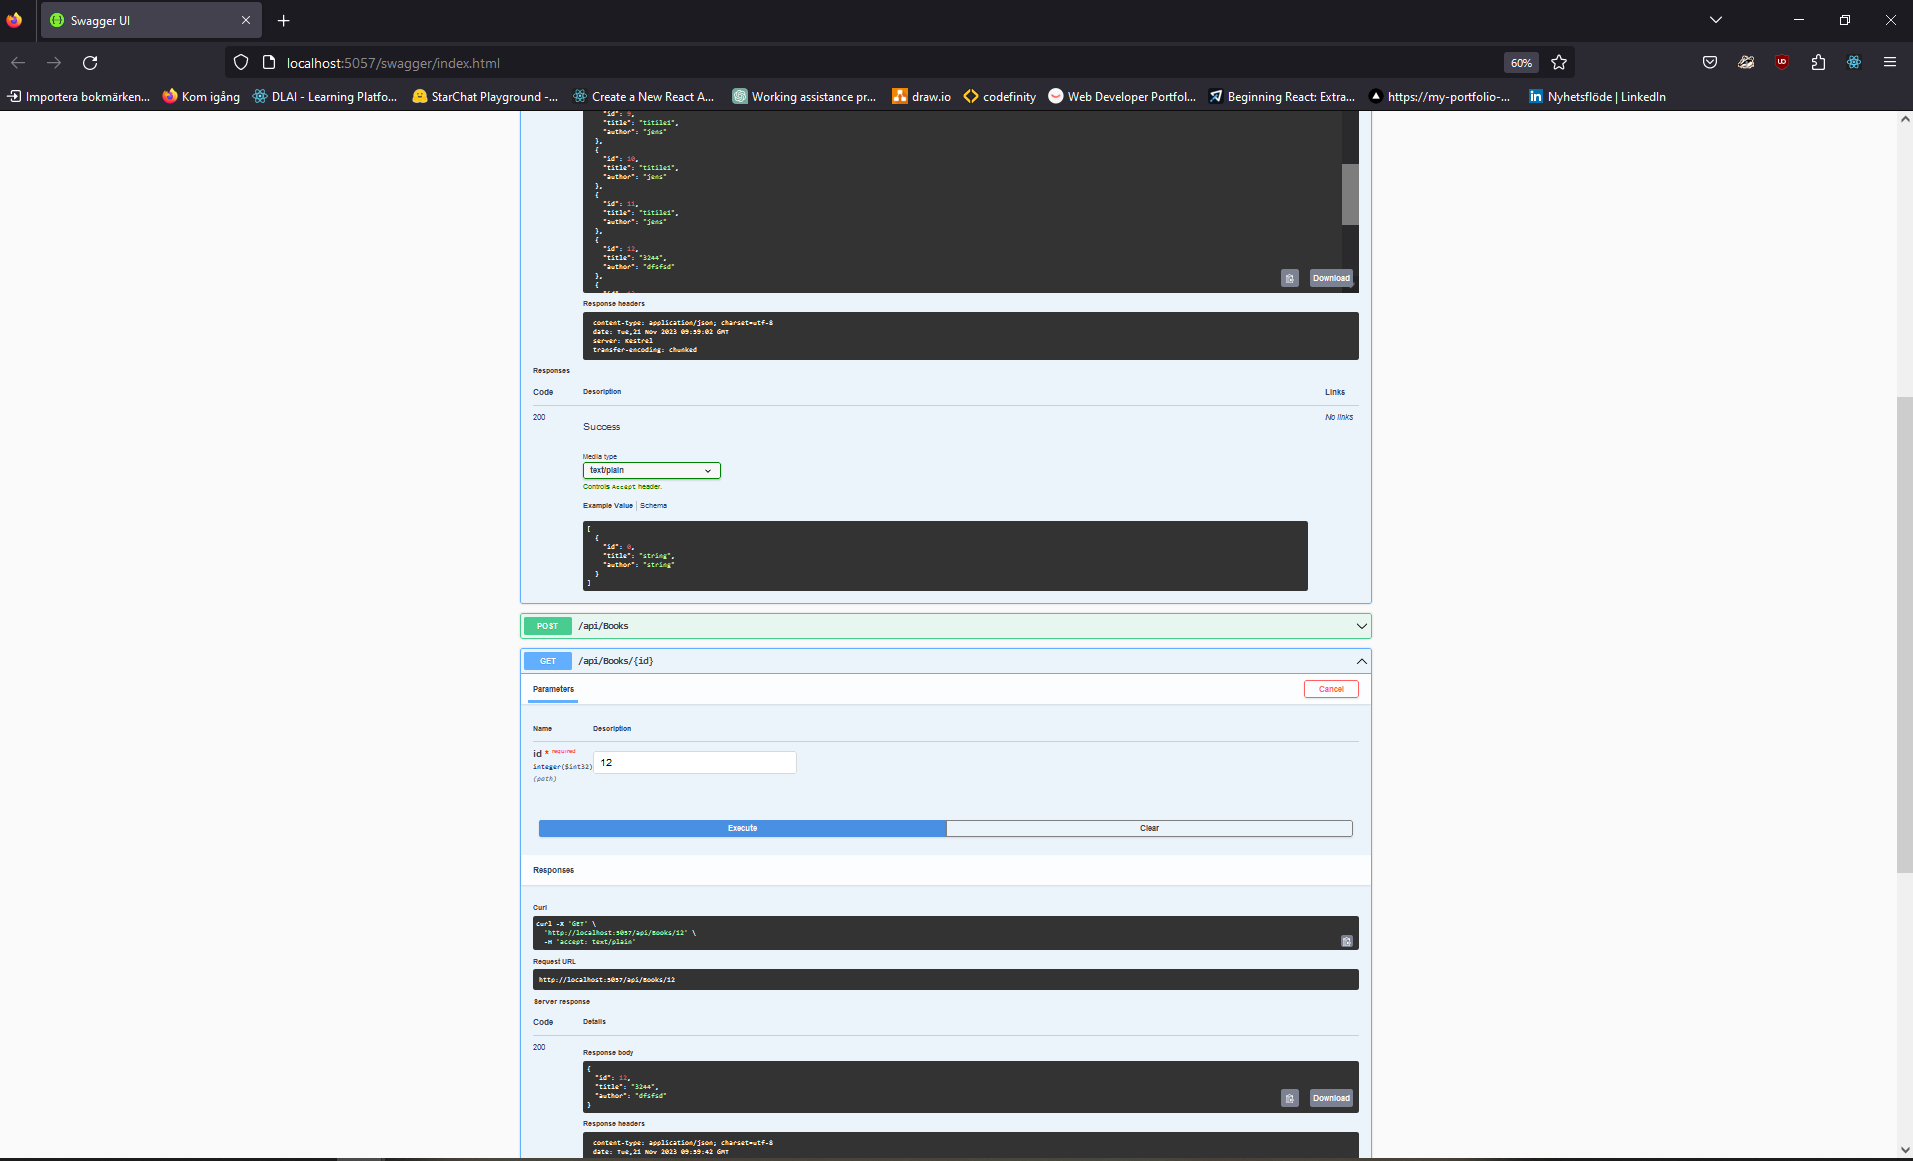 Swagger UI
localhost:5057/swagger/index.html
60%
Importera bokmärken...
Kom igång
DLAI - Learning Platfo...
StarChat Playground -...
Create a New React A...
Working assistance pr...
draw.io
codefinity
Web Developer Portfol...
Beginning React: Extra...
https://my-portfolio-...
Nyhetsflöde | LinkedIn
"id": 9,
"title": "titile1",
"author": "jens"
},
{
"id": 10,
"title": "titile1",
"author": "jens"
},
{
"id": 11,
"title": "titile1",
"author": "jens"
},
{
"id": 12,
"title": "3244",
"author": "dfsfsd"
},
{
Download
Response headers
content-type: application/json; charset=utf-8
date: Tue,21 Nov 2023 09:59:02 GMT
server: Kestrel
transfer-encoding: chunked
Responses
Code Description Links
200 Success No links
Media type
text/plain
Controls Accept header.
Example Value | Schema
[
{
"id": 0,
"title": "string",
"author": "string"
}
]
POST /api/Books
GET /api/Books/{id}
Parameters Cancel
Name Description
id * required
integer($int32)
(path)
12
Execute Clear
Responses
Curl
curl -X 'GET' \
'http://localhost:5057/api/Books/12' \
-H 'accept: text/plain'
Request URL
http://localhost:5057/api/Books/12
Server response
Code Details
200 Response body
{
"id": 12,
"title": "3244",
"author": "dfsfsd"
}
Download
Response headers
content-type: application/json; charset=utf-8
date: Tue,21 Nov 2023 09:59:42 GMT